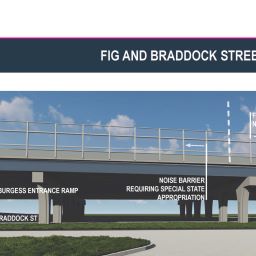 FIG AND BRADDOCK STREE
F
N
NOISE BARRIER
REQUIRING SPECIAL STATE
APPROPRIATION
BURGESS ENTRANCE RAMP
RADDOCK ST